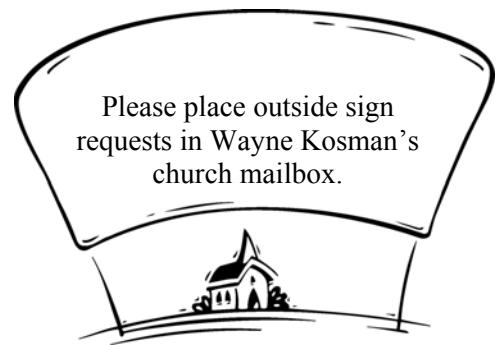 Please place outside sign
requests in Wayne Kosman’s
church mailbox.